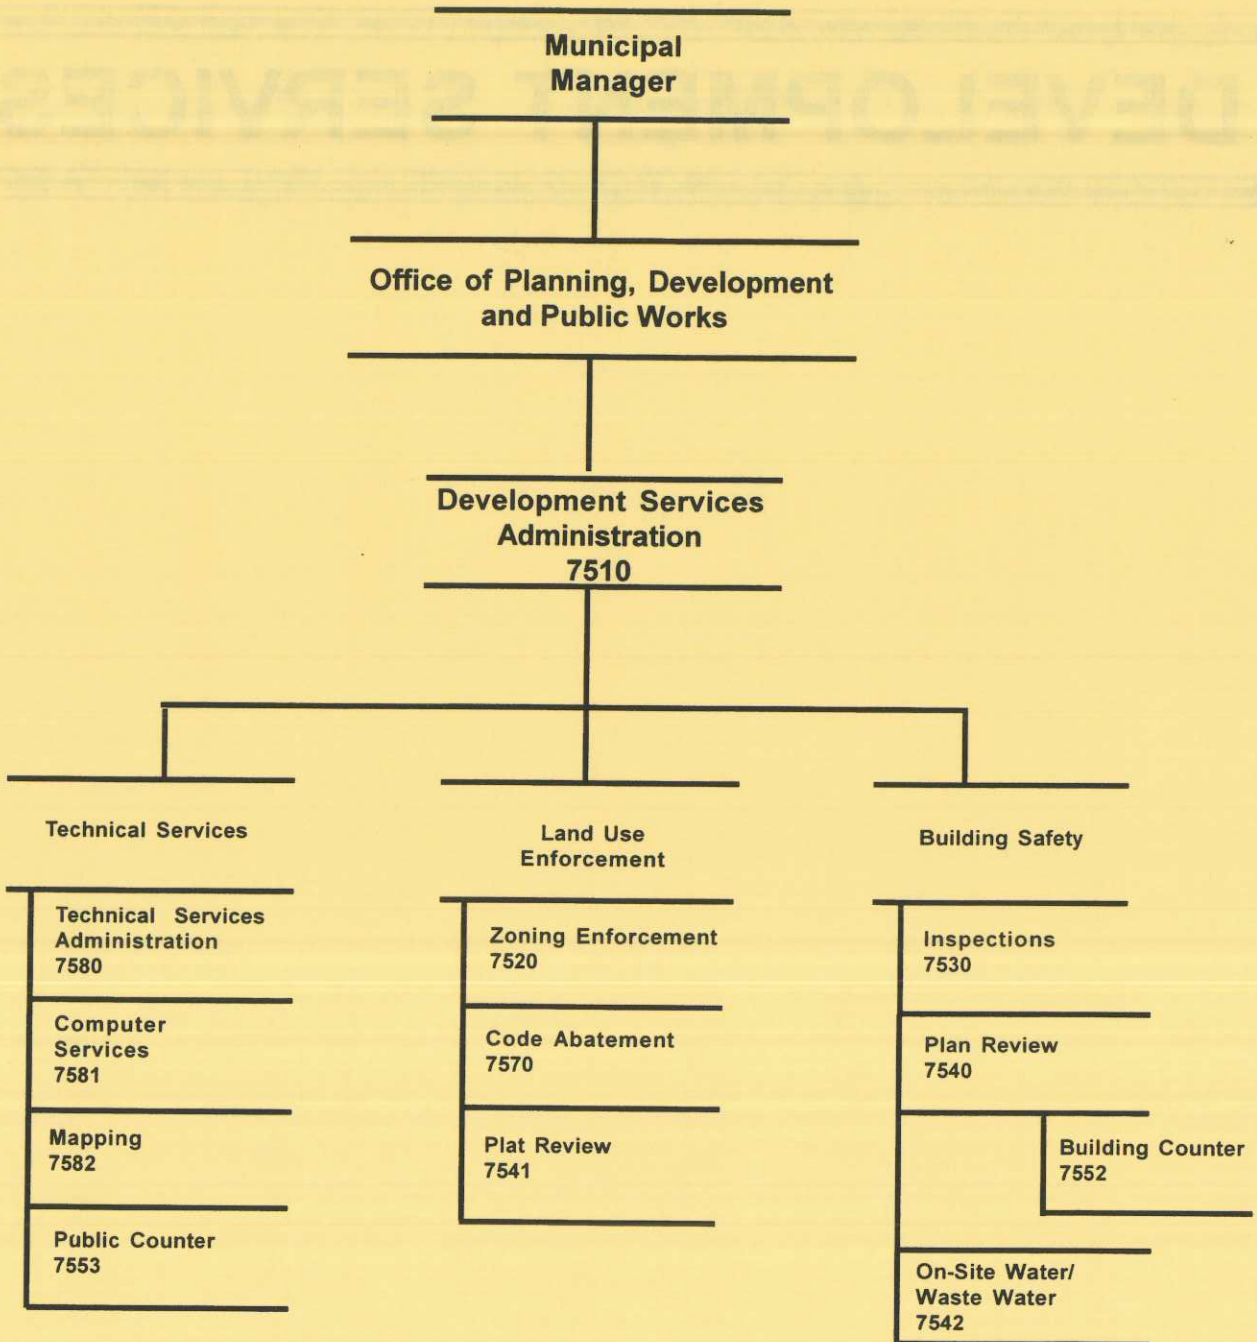 DEVELOPMENT SERVICES
Municipal
Manager
Office of Planning, Development
and Public Works
Development Services
Administration
7510
Technical Services
Technical Services
Administration
7580
Computer
Services
7581
Mapping
7582
Public Counter
7553
Land Use
Enforcement
Zoning Enforcement
7520
Code Abatement
7570
Plat Review
7541
Building Safety
Inspections
7530
Plan Review
7540
Building Counter
7552
On-Site Water/
Waste Water
7542